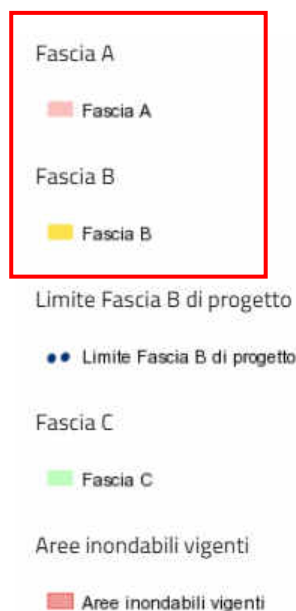 Fascia A
Fascia A
Fascia B
Fascia B
Limite Fascia B di progetto
Limite Fascia B di progetto
Fascia C
Fascia C
Aree inondabili vigenti
Aree inondabili vigenti